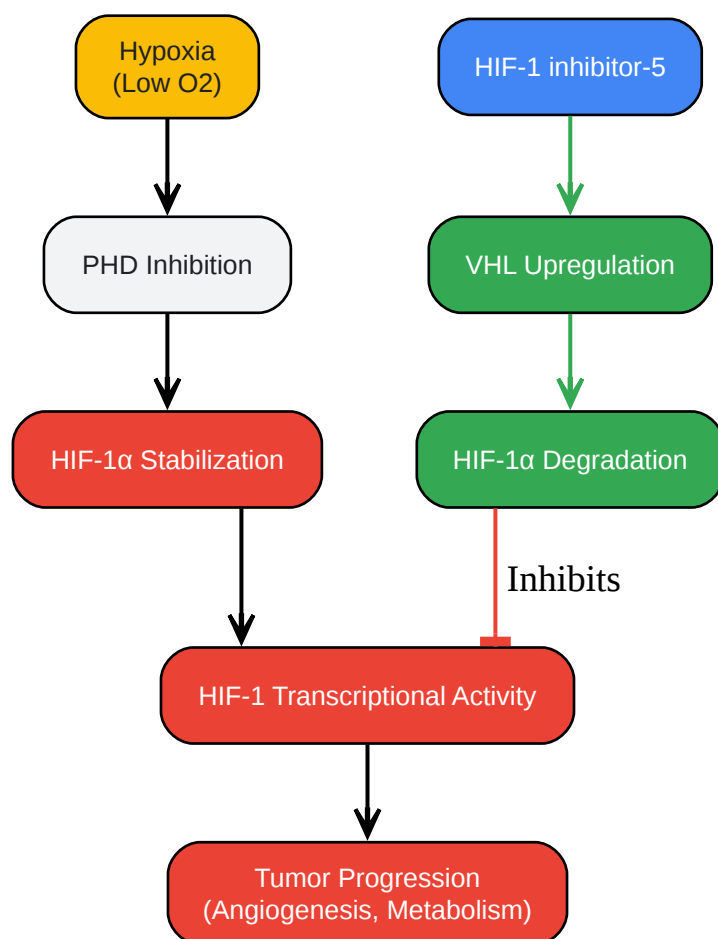 Hypoxia
(Low O2)
HIF-1 inhibitor-5
PHD Inhibition
VHL Upregulation
HIF-1α Stabilization
HIF-1α Degradation
Inhibits
HIF-1 Transcriptional Activity
Tumor Progression
(Angiogenesis, Metabolism)